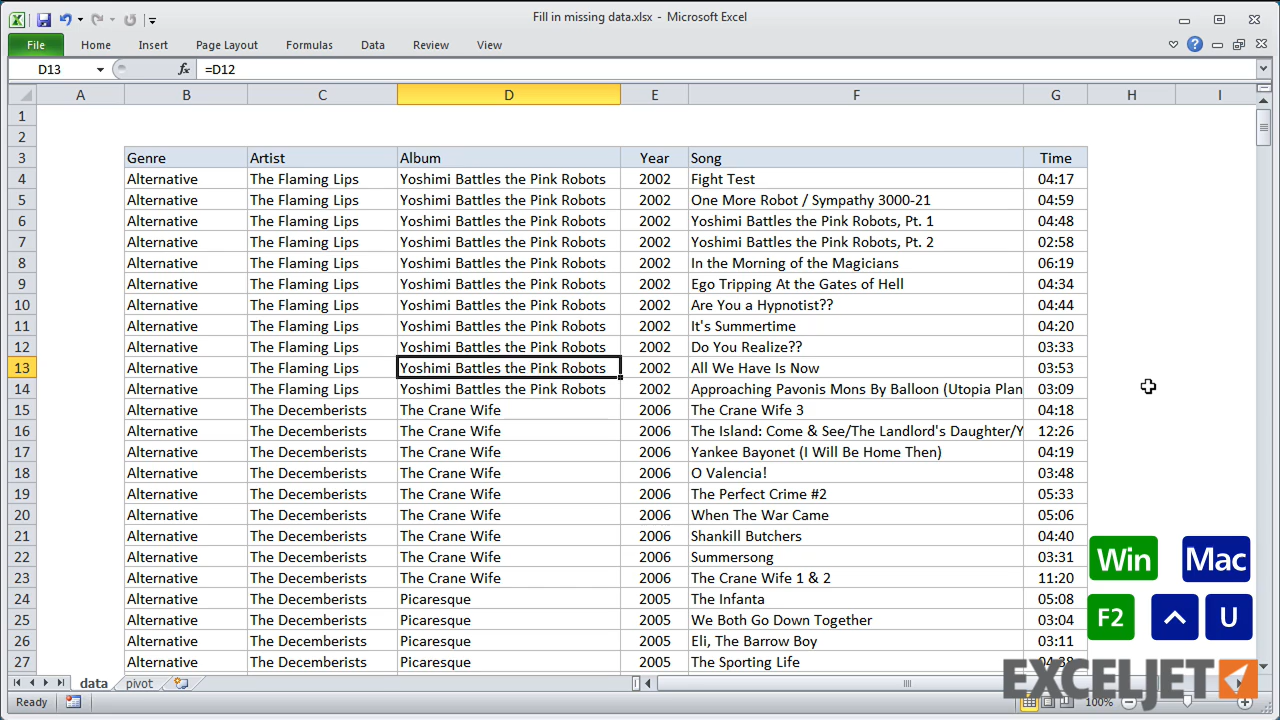 Fill in missing data.xlsx - Microsoft Excel
File Home Insert Page Layout Formulas Data Review View
D13 fx =D12
A B C D E F G H I
1
2
3 Genre Artist Album Year Song Time
4 Alternative The Flaming Lips Yoshimi Battles the Pink Robots 2002 Fight Test 04:17
5 Alternative The Flaming Lips Yoshimi Battles the Pink Robots 2002 One More Robot / Sympathy 3000-21 04:59
6 Alternative The Flaming Lips Yoshimi Battles the Pink Robots 2002 Yoshimi Battles the Pink Robots, Pt. 1 04:48
7 Alternative The Flaming Lips Yoshimi Battles the Pink Robots 2002 Yoshimi Battles the Pink Robots, Pt. 2 02:58
8 Alternative The Flaming Lips Yoshimi Battles the Pink Robots 2002 In the Morning of the Magicians 06:19
9 Alternative The Flaming Lips Yoshimi Battles the Pink Robots 2002 Ego Tripping At the Gates of Hell 04:34
10 Alternative The Flaming Lips Yoshimi Battles the Pink Robots 2002 Are You a Hypnotist?? 04:44
11 Alternative The Flaming Lips Yoshimi Battles the Pink Robots 2002 It's Summertime 04:20
12 Alternative The Flaming Lips Yoshimi Battles the Pink Robots 2002 Do You Realize?? 03:33
13 Alternative The Flaming Lips Yoshimi Battles the Pink Robots 2002 All We Have Is Now 03:53
14 Alternative The Flaming Lips Yoshimi Battles the Pink Robots 2002 Approaching Pavonis Mons By Balloon (Utopia Plan 03:09
15 Alternative The Decemberists The Crane Wife 2006 The Crane Wife 3 04:18
16 Alternative The Decemberists The Crane Wife 2006 The Island: Come & See/The Landlord's Daughter/Y 12:26
17 Alternative The Decemberists The Crane Wife 2006 Yankee Bayonet (I Will Be Home Then) 04:19
18 Alternative The Decemberists The Crane Wife 2006 O Valencia! 03:48
19 Alternative The Decemberists The Crane Wife 2006 The Perfect Crime #2 05:33
20 Alternative The Decemberists The Crane Wife 2006 When The War Came 05:06
21 Alternative The Decemberists The Crane Wife 2006 Shankill Butchers 04:40
22 Alternative The Decemberists The Crane Wife 2006 Summersong 03:31
23 Alternative The Decemberists The Crane Wife 2006 The Crane Wife 1 & 2 11:20
24 Alternative The Decemberists Picaresque 2005 The Infanta 05:08
25 Alternative The Decemberists Picaresque 2005 We Both Go Down Together 03:04
26 Alternative The Decemberists Picaresque 2005 Eli, The Barrow Boy 03:11
27 Alternative The Decemberists Picaresque 2005 The Sporting Life
Win Mac
F2 U
EXCELJET
data pivot
Ready 100%